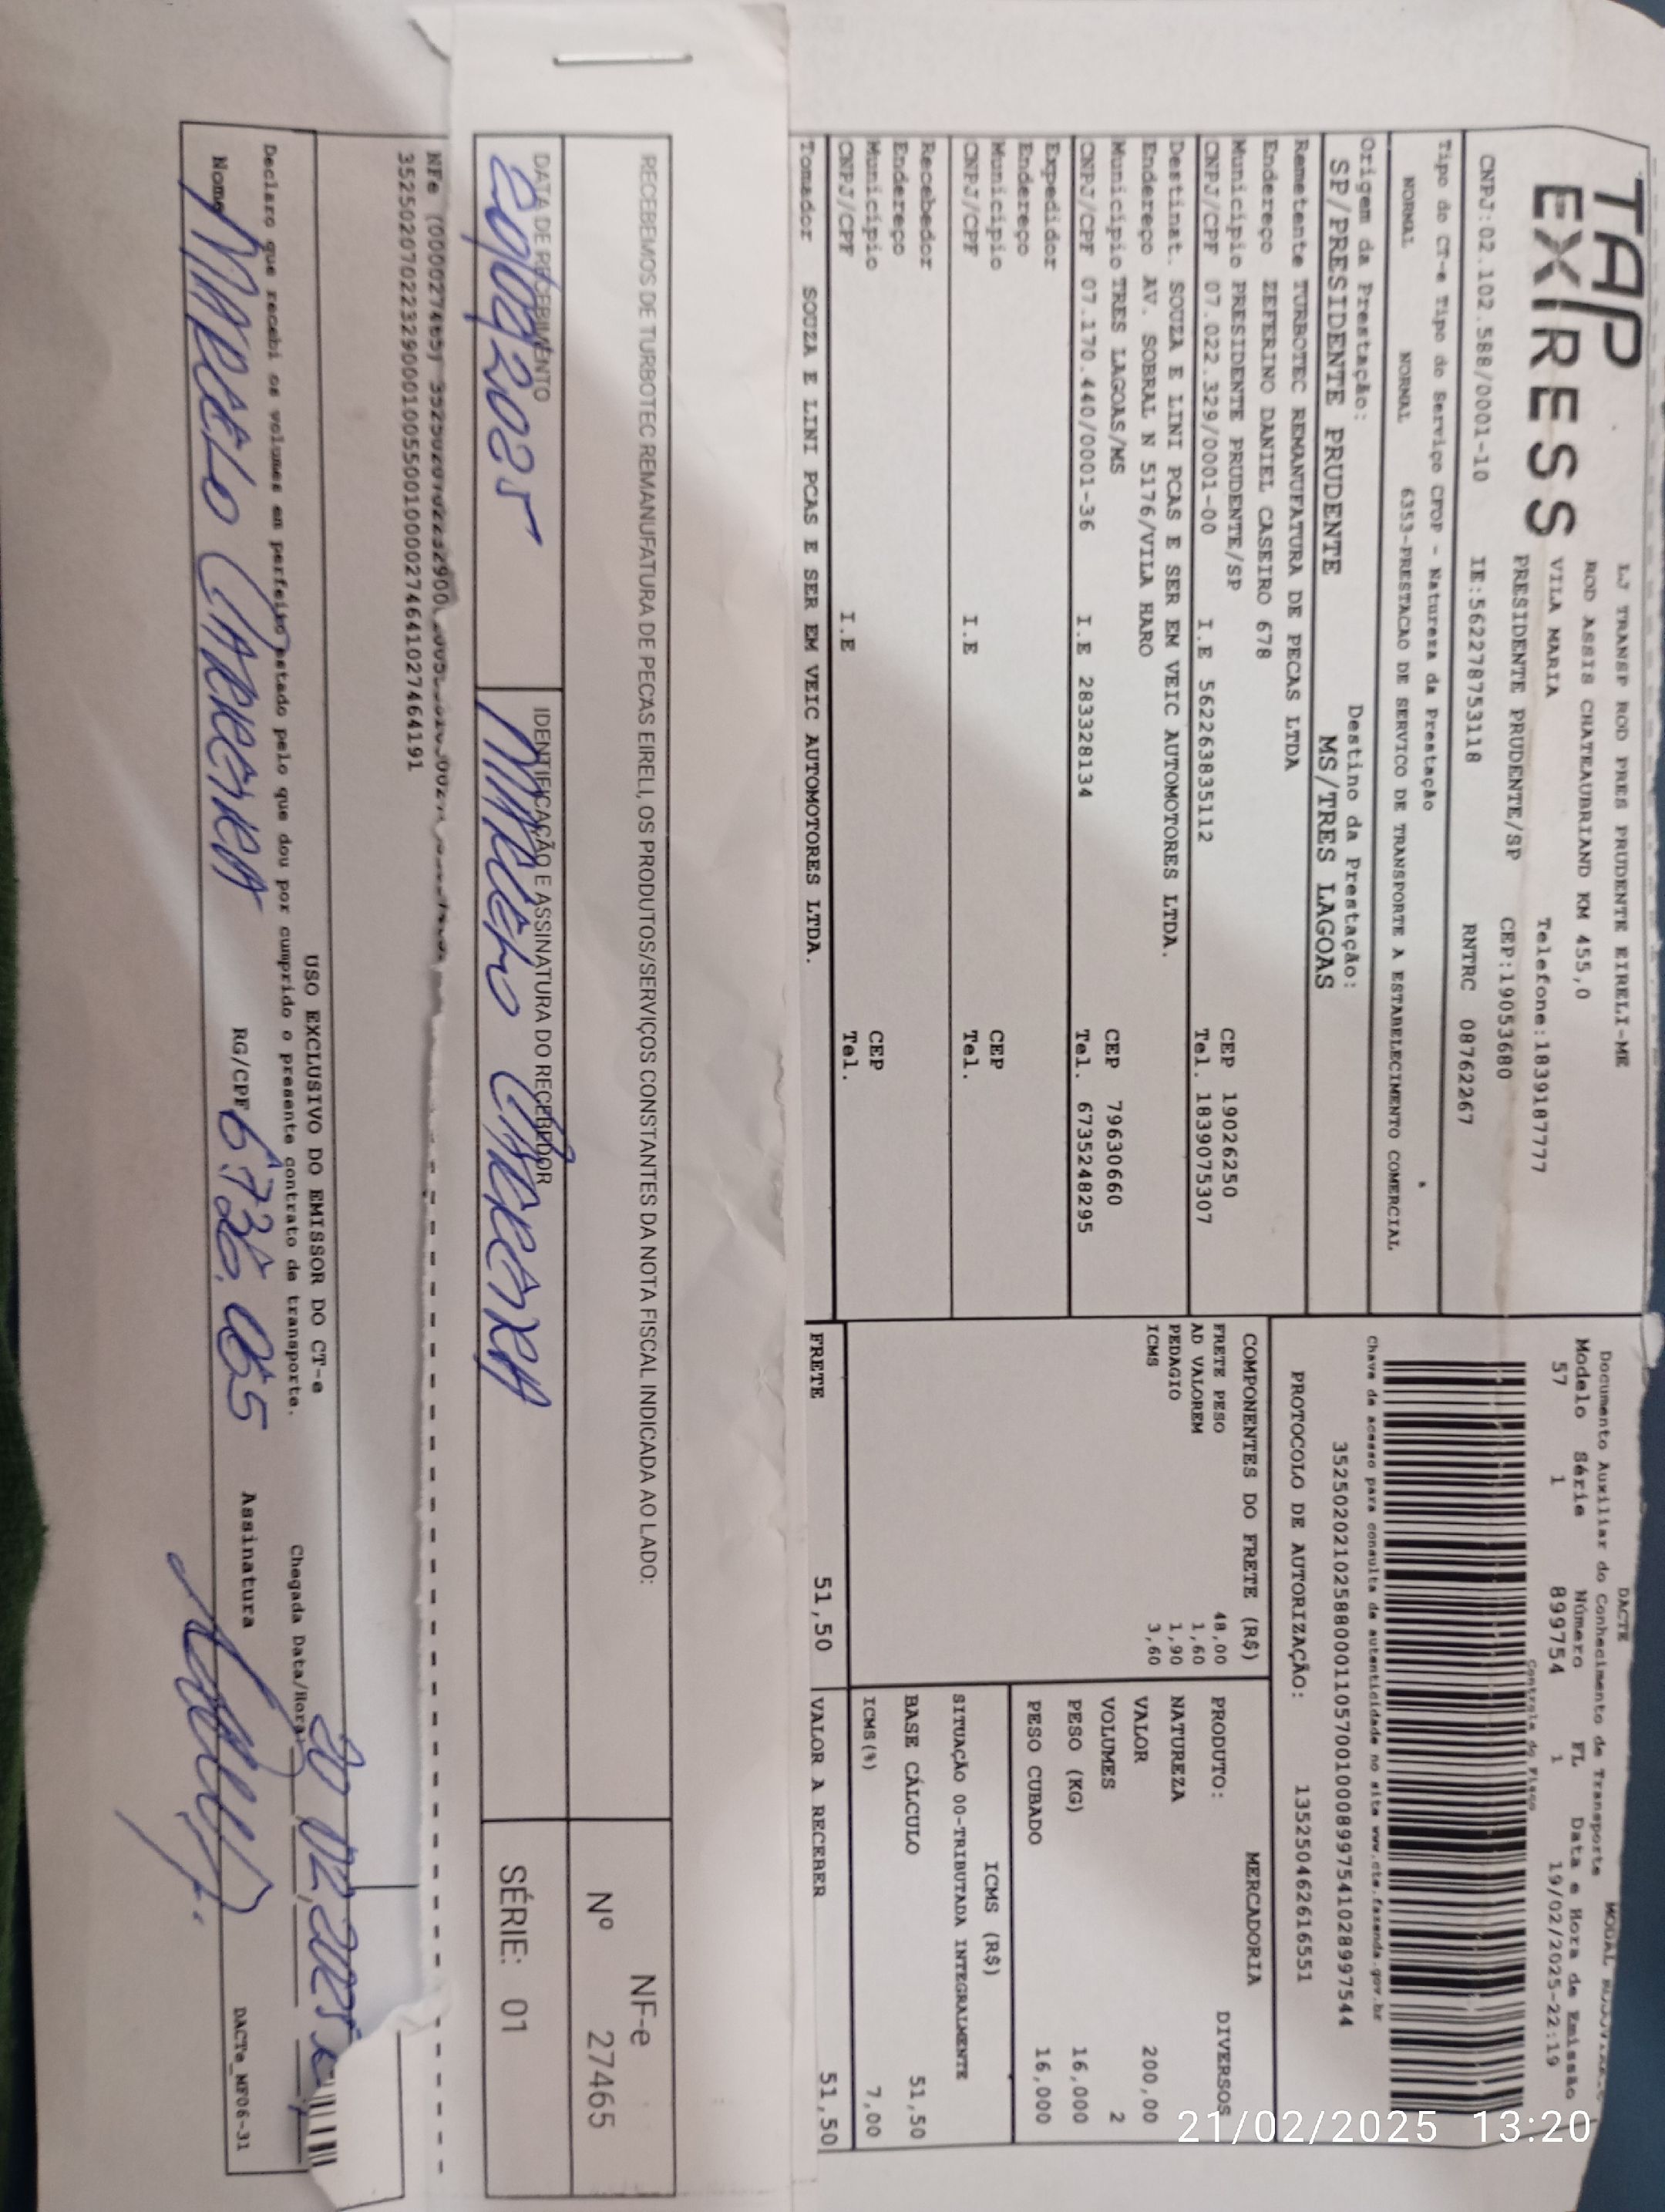 TAP
EXPRESS
LJ TRANSP ROD PRES PRUDENTE EIRELI-ME
ROD ASSIS CHATEAUBRIAND KM 455,0
VILA MARIA
Telefone:1839187777
PRESIDENTE PRUDENTE/SP CEP:19053680
CNPJ:02.102.588/0001-10 IE:562278753118 RNTRC 08762267
DACTE
Documento Auxiliar do Conhecimento de Transporte
MODAL
Modelo Série Número FL Data e Hora de Emissão
57 1 899754 1 19/02/2025-22:19
Controle do Fisco
Tipo do CT-e Tipo do Serviço CFOP - Natureza da Prestação
NORMAL NORMAL 6353-PRESTACAO DE SERVICO DE TRANSPORTE A ESTABELECIMENTO COMERCIAL
Chave de acesso para consulta de autenticidade no site www.cte.fazenda.gov.br
35250202102588000110570010008997541028997544
Origem da Prestação: Destino da Prestação:
SP/PRESIDENTE PRUDENTE MS/TRES LAGOAS
PROTOCOLO DE AUTORIZAÇÃO: 135250462616551
Remetente TURBOTEC REMANUFATURA DE PECAS LTDA
Endereço ZEFERINO DANIEL CASEIRO 678
Município PRESIDENTE PRUDENTE/SP CEP 19026250
CNPJ/CPF 07.022.329/0001-00 I.E 562263835112 Tel. 1839075307
Destinat. SOUZA E LINI PCAS E SER EM VEIC AUTOMOTORES LTDA.
Endereço AV. SOBRAL N 5176/VILA HARO
Município TRES LAGOAS/MS CEP 79630660
CNPJ/CPF 07.170.440/0001-36 I.E 283328134 Tel. 6735248295
Expedidor
Endereço
Município CEP
CNPJ/CPF I.E Tel.
Recebedor
Endereço
Município CEP
CNPJ/CPF I.E Tel.
Tomador SOUZA E LINI PCAS E SER EM VEIC AUTOMOTORES LTDA.
COMPONENTES DO FRETE (R$)
FRETE PESO 48,00
AD VALOREM 1,60
PEDAGIO 1,90
ICMS 3,60
MERCADORIA
PRODUTO: DIVERSOS
NATUREZA
VALOR 200,00
VOLUMES 2
PESO (KG) 16,000
PESO CUBADO 16,000
ICMS (R$)
SITUAÇÃO 00-TRIBUTADA INTEGRALMENTE
BASE CÁLCULO 51,50
ICMS(%) 7,00
FRETE 51,50 VALOR A RECEBER 51,50
RECEBEMOS DE TURBOTEC REMANUFATURA DE PECAS EIRELI, OS PRODUTOS/SERVIÇOS CONSTANTES DA NOTA FISCAL INDICADA AO LADO:
NF-e
Nº 27465
SÉRIE: 01
DATA DE RECEBIMENTO IDENTIFICAÇÃO E ASSINATURA DO RECEBEDOR
20/02/2025 Marcelo Carreira
35250207022329000100550010000274641027464191
USO EXCLUSIVO DO EMISSOR DO CT-e
Declaro que recebi os volumes em perfeito estado pelo que dou por cumprido o presente contrato de transporte.
Chegada Data/Hora 20 02 2025
Nome Marcelo Carreira RG/CPF Assinatura
DACTe_MF06-31
21/02/2025 13:20